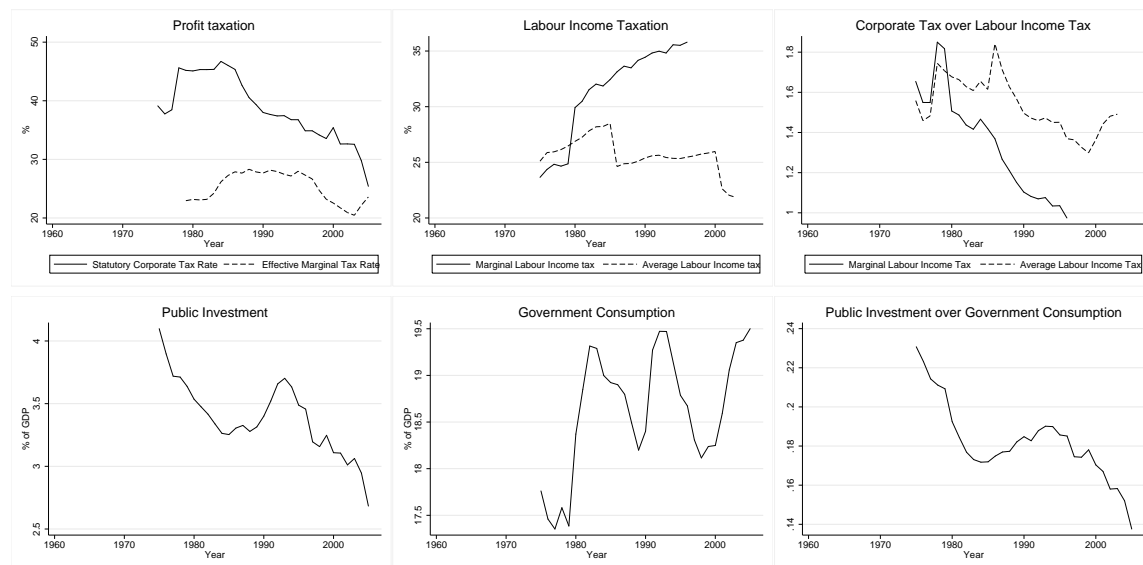 Profit taxation
50
40
30
20
%
1960 1970 1980 1990 2000
Year
Statutory Corporate Tax Rate Effective Marginal Tax Rate
Labour Income Taxation
35
30
25
20
%
1960 1970 1980 1990 2000
Year
Marginal Labour Income tax Average Labour Income tax
Corporate Tax over Labour Income Tax
1.8
1.6
1.4
1.2
1
1960 1970 1980 1990 2000
Year
Marginal Labour Income Tax Average Labour Income Tax
Public Investment
4
3.5
3
2.5
% of GDP
1960 1970 1980 1990 2000
Year
Government Consumption
19.5
19
18.5
18
17.5
% of GDP
1960 1970 1980 1990 2000
Year
Public Investment over Government Consumption
.24
.22
.2
.18
.16
.14
1960 1970 1980 1990 2000
Year